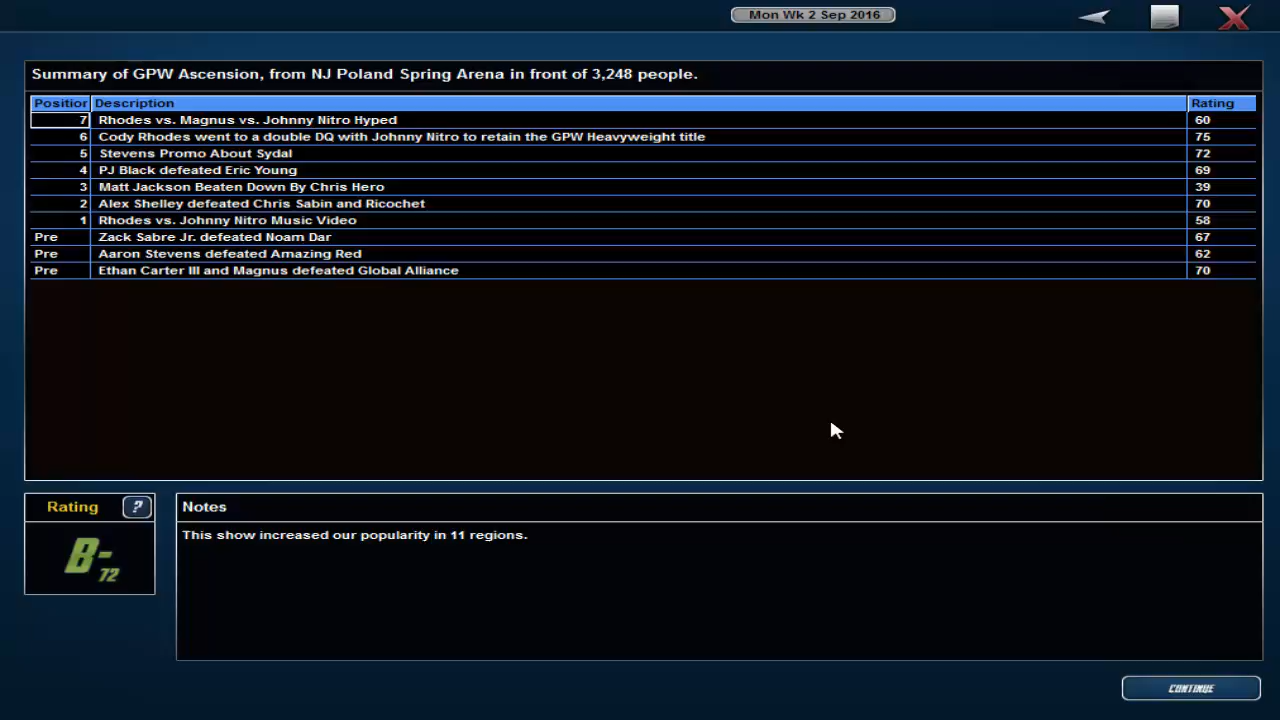 Mon Wk 2 Sep 2016
Summary of GPW Ascension, from NJ Poland Spring Arena in front of 3,248 people.
Position Description Rating
7 Rhodes vs. Magnus vs. Johnny Nitro Hyped 60
6 Cody Rhodes went to a double DQ with Johnny Nitro to retain the GPW Heavyweight title 75
5 Stevens Promo About Sydal 72
4 PJ Black defeated Eric Young 69
3 Matt Jackson Beaten Down By Chris Hero 39
2 Alex Shelley defeated Chris Sabin and Ricochet 70
1 Rhodes vs. Johnny Nitro Music Video 58
Pre Zack Sabre Jr. defeated Noam Dar 67
Pre Aaron Stevens defeated Amazing Red 62
Pre Ethan Carter III and Magnus defeated Global Alliance 70
Rating ? Notes
B- 72
This show increased our popularity in 11 regions.
CONTINUE